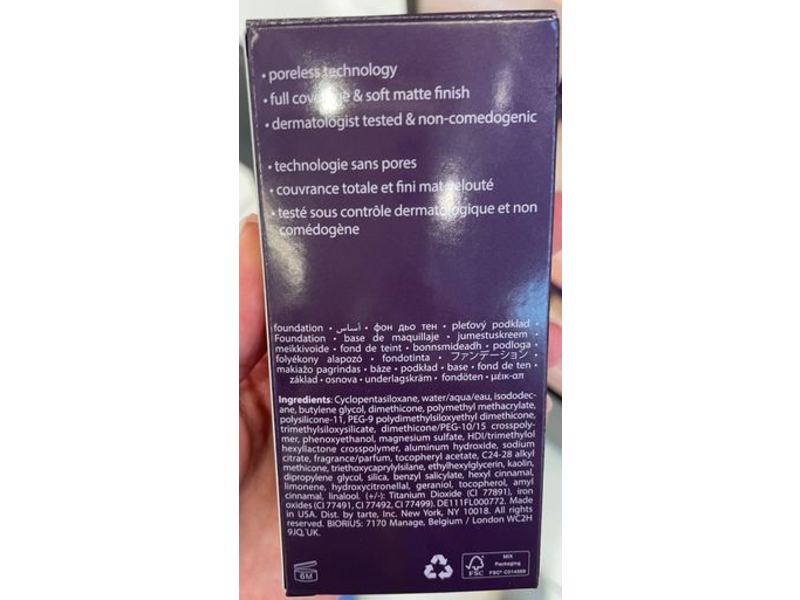 • poreless technology
• full coverage & soft matte finish
• dermatologist tested & non-comedogenic
• technologie sans pores
• couvrance totale et fini mat velouté
• testé sous contrôle dermatologique et non
comédogène
foundation • أساس • фон дьо тен • pleťový podklad •
Foundation • base de maquillaje • jumestuskreem •
meikkivoide • fond de teint • bonnsmideadh • podloga •
folyékony alapozó • fondotinta • ファンデーション •
makiažo pagrindas • bāze • podkład • base • fond de ten •
základ • osnova • underlagskräm • fondöten • μέικ-απ
Ingredients: Cyclopentasiloxane, water/aqua/eau, isododec-
ane, butylene glycol, dimethicone, polymethyl methacrylate,
polysilicone-11, PEG-9 polydimethylsiloxyethyl dimethicone,
trimethylsiloxysilicate, dimethicone/PEG-10/15 crosspoly-
mer, phenoxyethanol, magnesium sulfate, HDI/trimethylol
hexyllactone crosspolymer, aluminum hydroxide, sodium
citrate, fragrance/parfum, tocopheryl acetate, C24-28 alkyl
methicone, triethoxycaprylylsilane, ethylhexylglycerin, kaolin,
dipropylene glycol, silica, benzyl salicylate, hexyl cinnamal,
limonene, hydroxycitronellal, geraniol, tocopherol, amyl
cinnamal, linalool. (+/-): Titanium Dioxide (CI 77891), iron
oxides (CI 77491, CI 77492, CI 77499). DE111FL000772. Made
in USA. Dist. by tarte, Inc. New York, NY, 10018. All rights
reserved. BIORIUS: 7170 Manage, Belgium / London WC2H
9JQ, UK.
6M
FSC
MIX
Packaging
FSC® C014969